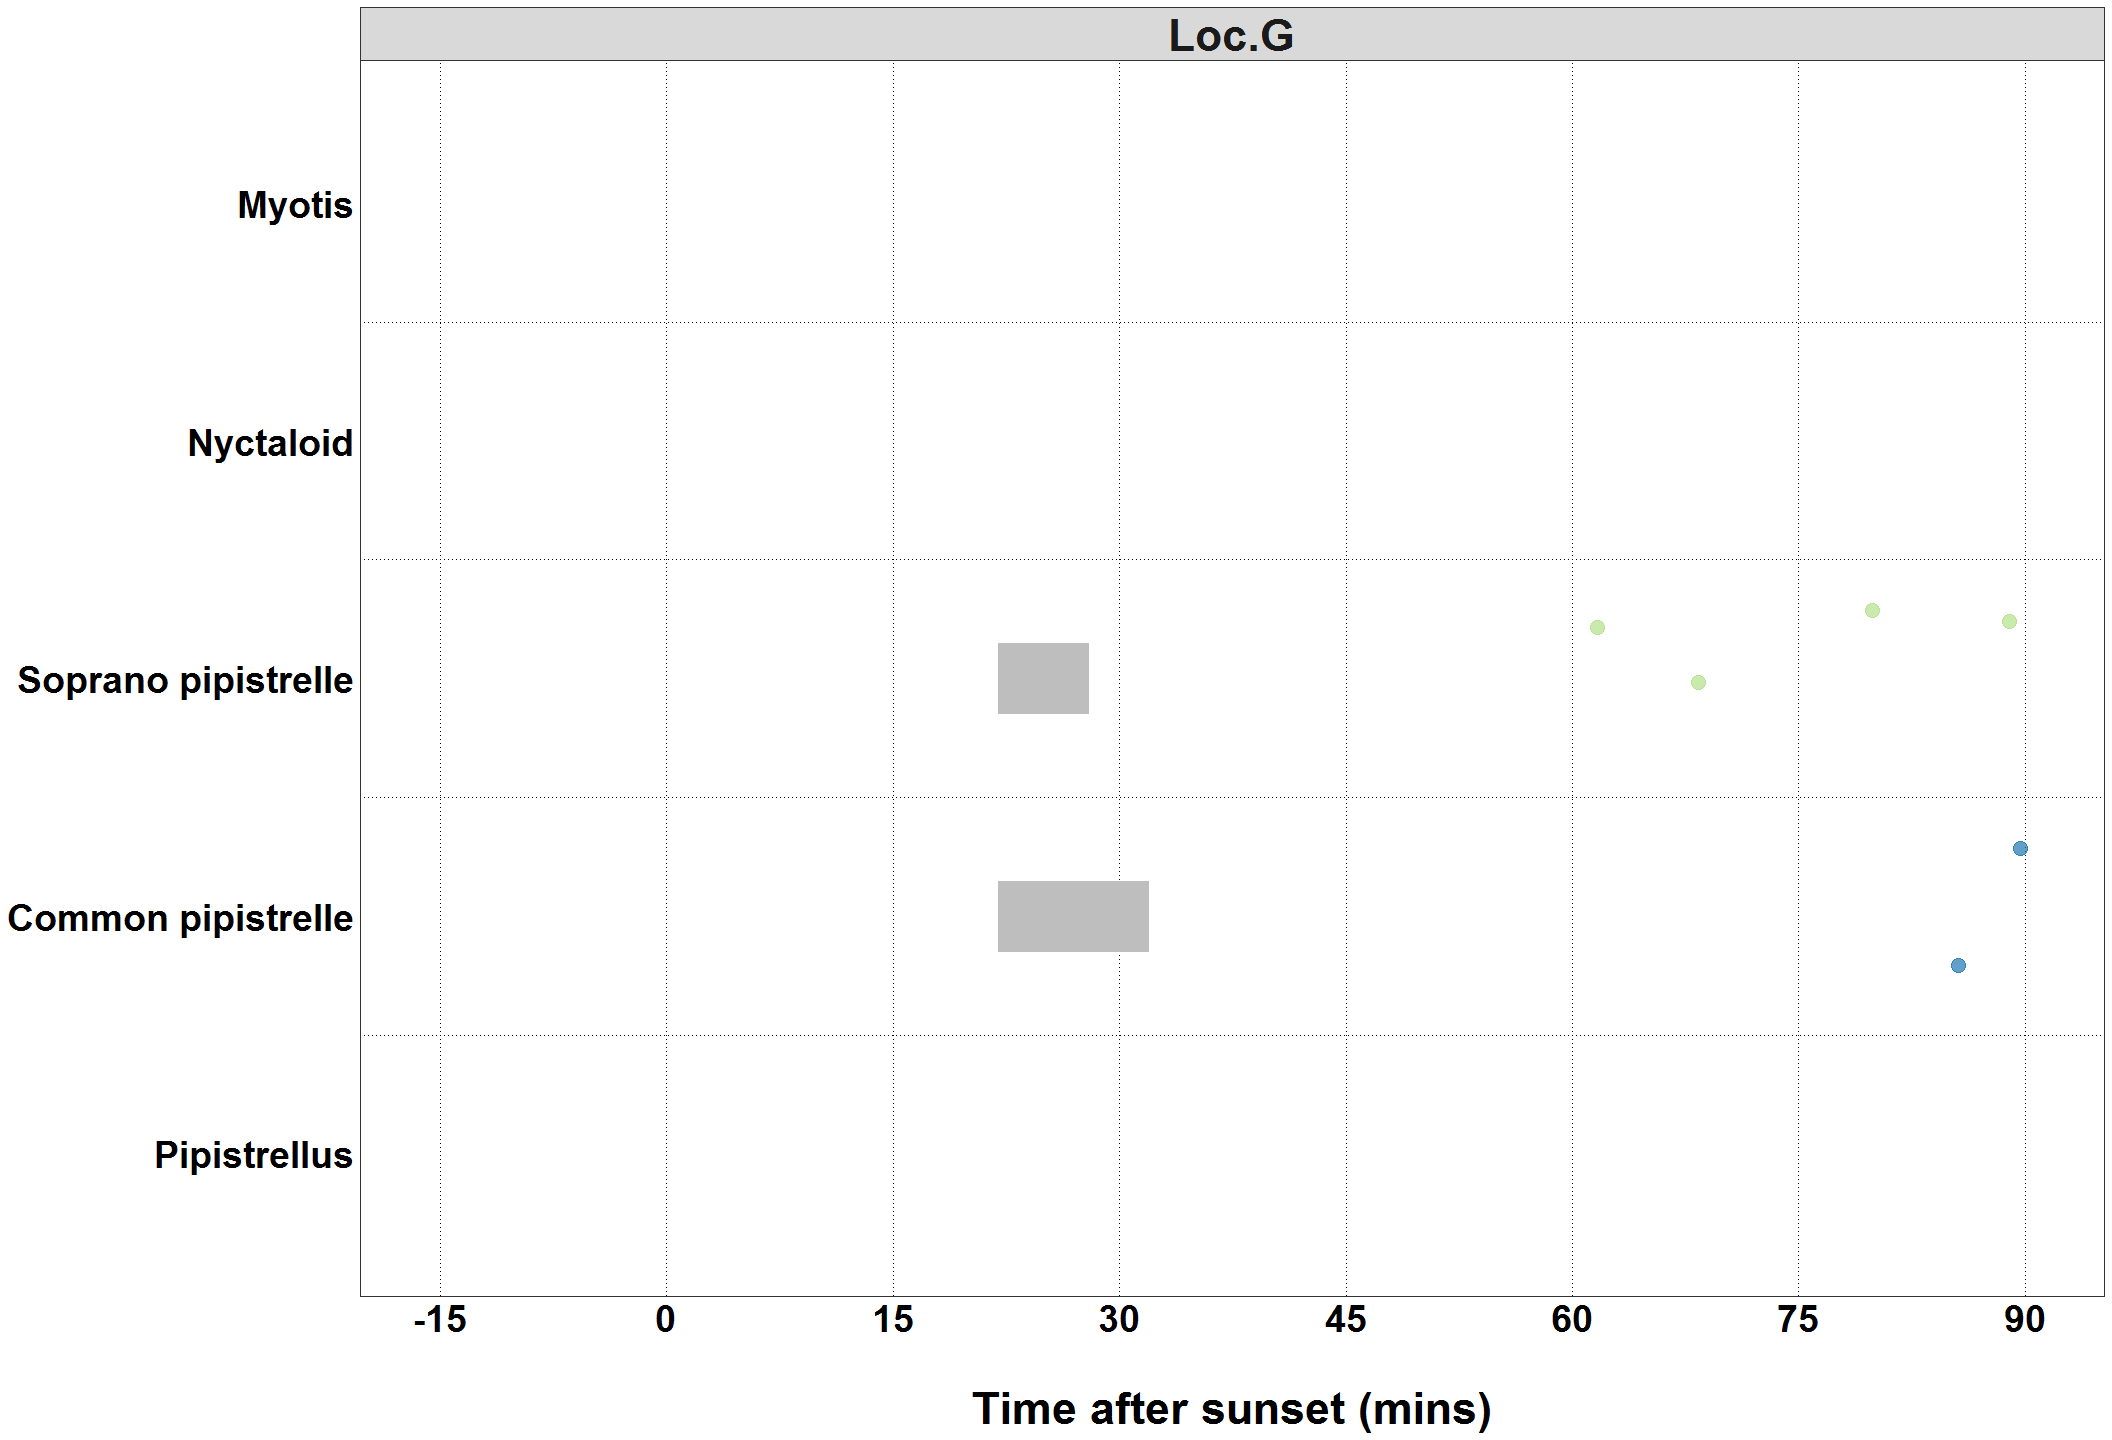 Loc.G
Myotis
Nyctaloid
Soprano pipistrelle
Common pipistrelle
Pipistrellus
-15 0 15 30 45 60 75 90
Time after sunset (mins)